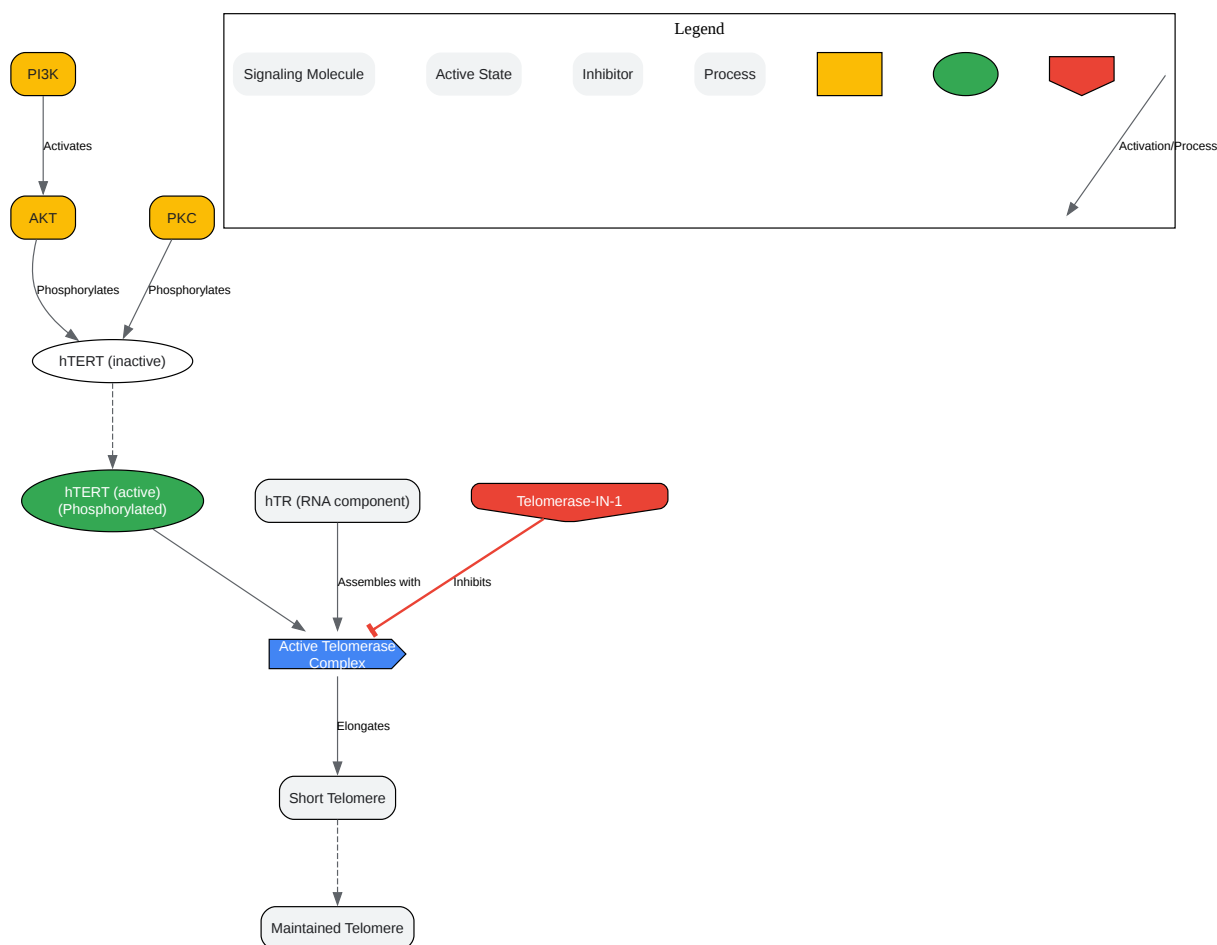 Legend
PI3K
Signaling Molecule
Active State
Inhibitor
Process
Activates
Activation/Process
AKT
PKC
Phosphorylates
Phosphorylates
hTERT (inactive)
hTERT (active)
(Phosphorylated)
hTR (RNA component)
Telomerase-IN-1
Assembles with
Inhibits
Active Telomerase
Complex
Elongates
Short Telomere
Maintained Telomere